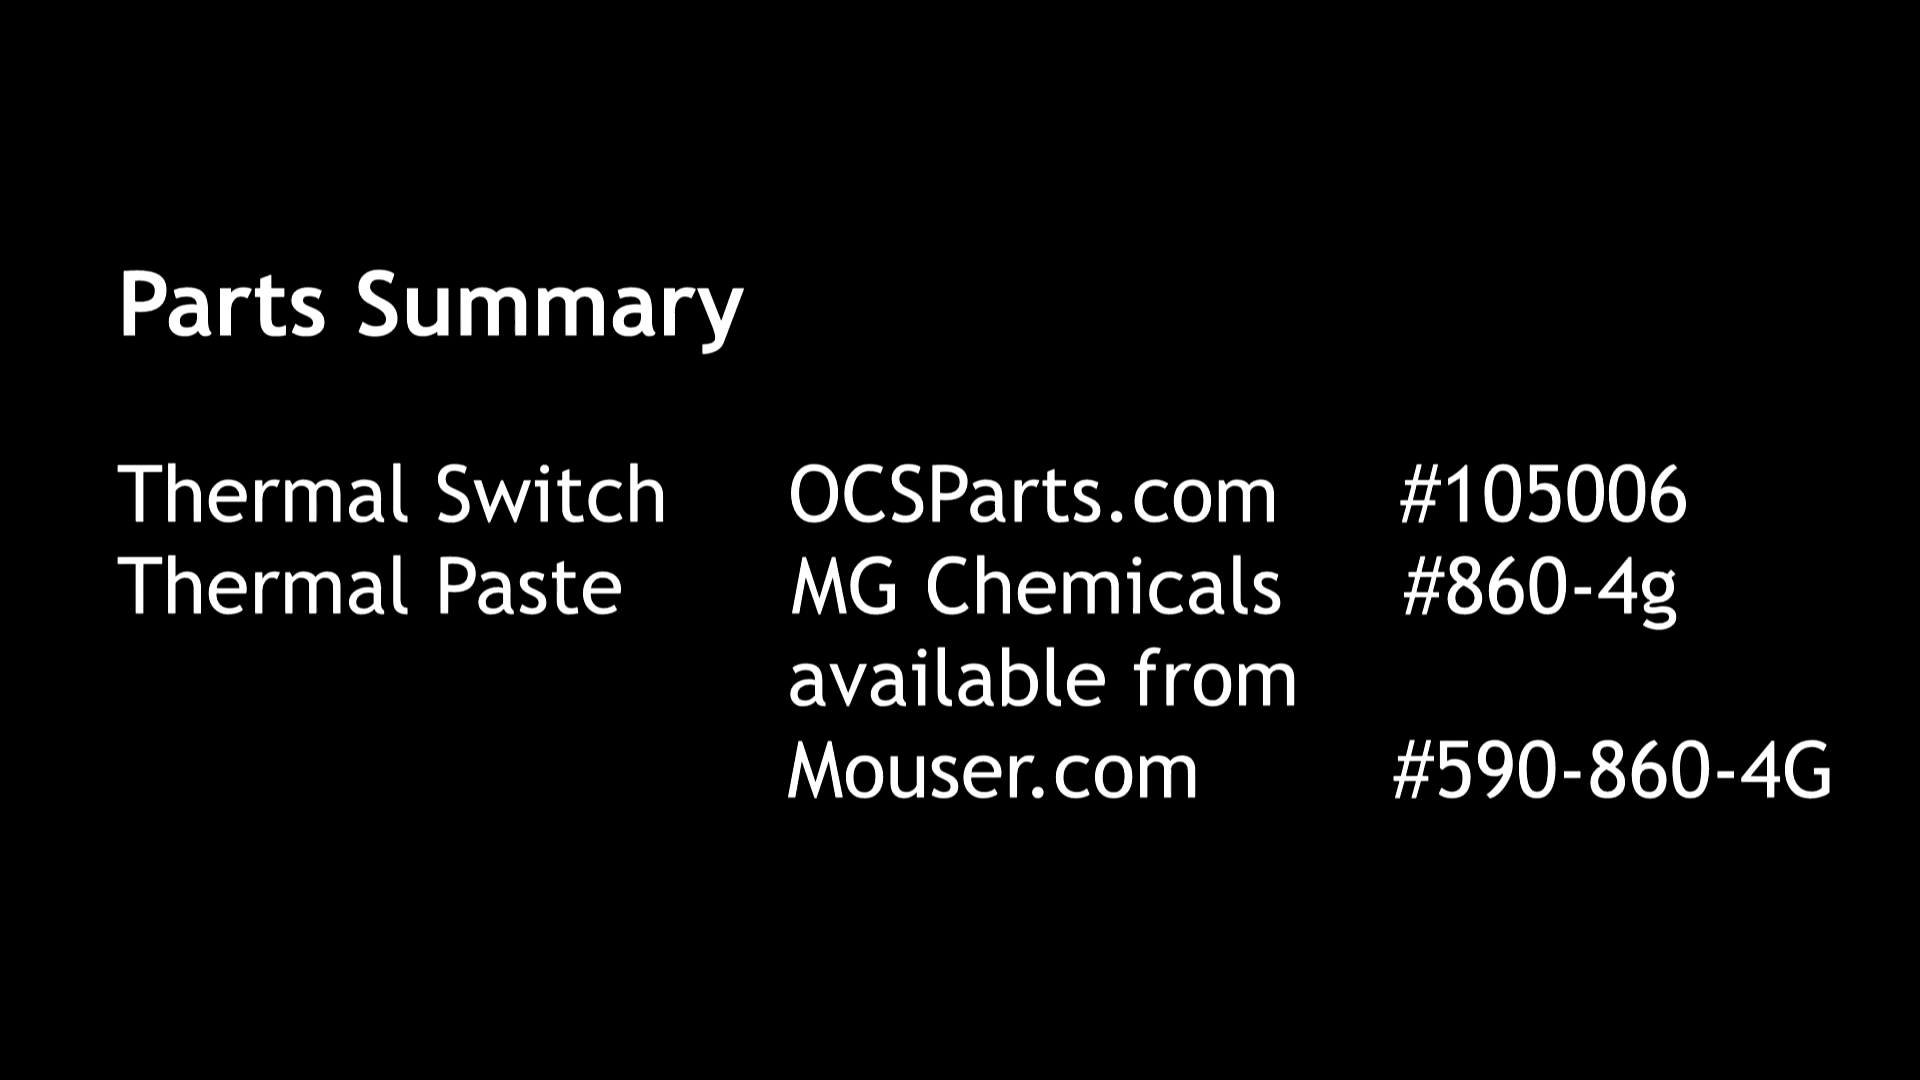 Parts Summary
Thermal Switch OCSParts.com #105006
Thermal Paste MG Chemicals #860-4g
available from
Mouser.com #590-860-4G